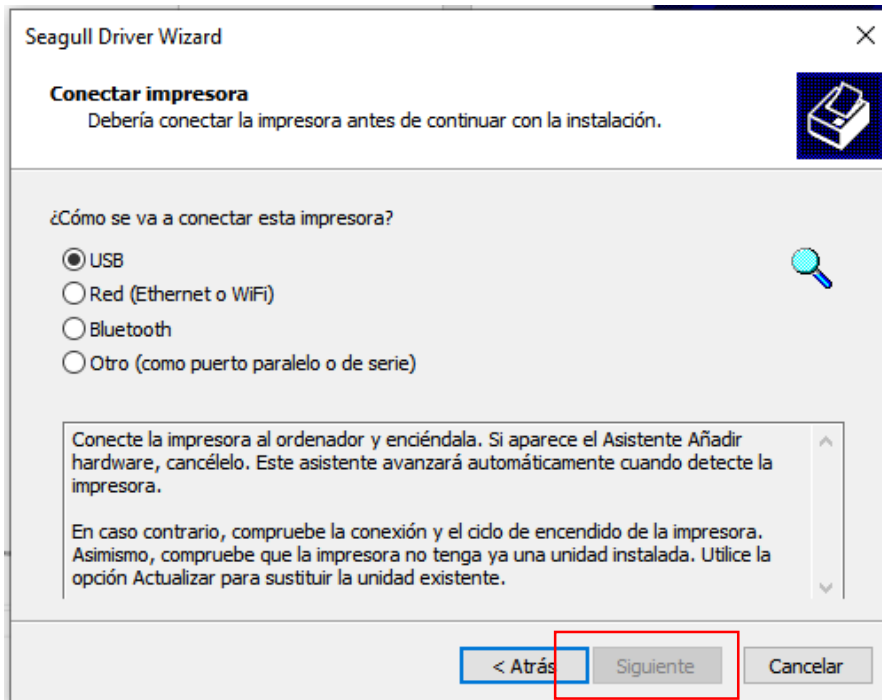 Seagull Driver Wizard
Conectar impresora
Debería conectar la impresora antes de continuar con la instalación.
¿Cómo se va a conectar esta impresora?
USB
Red (Ethernet o WiFi)
Bluetooth
Otro (como puerto paralelo o de serie)
Conecte la impresora al ordenador y enciéndala. Si aparece el Asistente Añadir
hardware, cancélelo. Este asistente avanzará automáticamente cuando detecte la
impresora.
En caso contrario, compruebe la conexión y el ciclo de encendido de la impresora.
Asimismo, compruebe que la impresora no tenga ya una unidad instalada. Utilice la
opción Actualizar para sustituir la unidad existente.
< Atrás Siguiente Cancelar